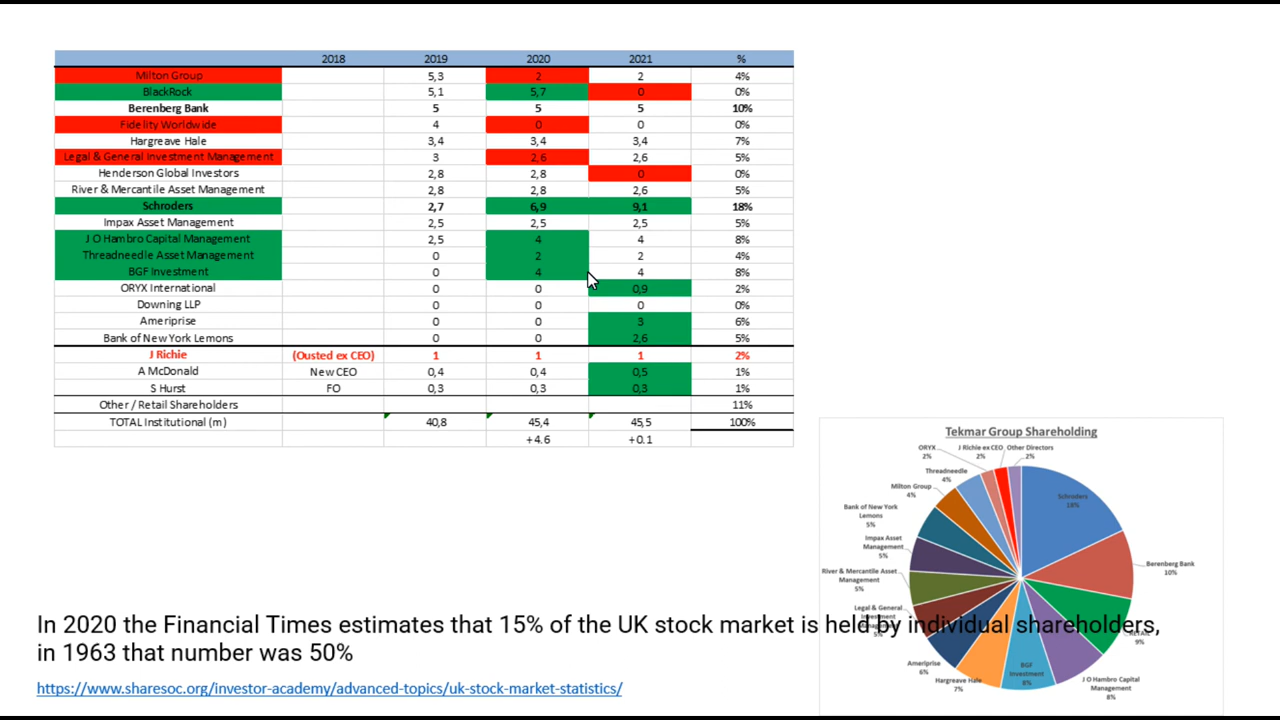 2018 2019 2020 2021 %
Milton Group 5,3 2 2 4%
BlackRock 5,1 5,7 0 0%
Berenberg Bank 5 5 5 10%
Fidelity Worldwide 4 0 0 0%
Hargreave Hale 3,4 3,4 3,4 7%
Legal & General Investment Management 3 2,6 2,6 5%
Henderson Global Investors 2,8 2,8 0 0%
River & Mercantile Asset Management 2,8 2,8 2,6 5%
Schroders 2,7 6,9 9,1 18%
Impax Asset Management 2,5 2,5 2,5 5%
J O Hambro Capital Management 2,5 4 4 8%
Threadneedle Asset Management 0 2 2 4%
BGF Investment 0 4 4 8%
ORYX International 0 0 0,9 2%
Downing LLP 0 0 0 0%
Ameriprise 0 0 3 6%
Bank of New York Lemons 0 0 2,6 5%
J Richie (Ousted ex CEO) 1 1 1 2%
A McDonald New CEO 0,4 0,4 0,5 1%
S Hurst FO 0,3 0,3 0,3 1%
Other / Retail Shareholders 11%
TOTAL Institutional (m) 40,8 45,4 45,5 100%
+4.6 +0.1
Tekmar Group Shareholding
ORYX
2%
J Richie ex CEO
2%
Other Directors
2%
Threadneedle
4%
Milton Group
4%
Bank of New York
Lemons
5%
Impax Asset
Management
5%
River & Mercantile Asset
Management
5%
Legal & General
Investment
Management
5%
Ameriprise
6%
Hargreave Hale
7%
BGF
Investment
8%
J O Hambro Capital
Management
8%
9%
Berenberg Bank
10%
Schroders
18%
In 2020 the Financial Times estimates that 15% of the UK stock market is held by individual shareholders,
in 1963 that number was 50%
https://www.sharesoc.org/investor-academy/advanced-topics/uk-stock-market-statistics/